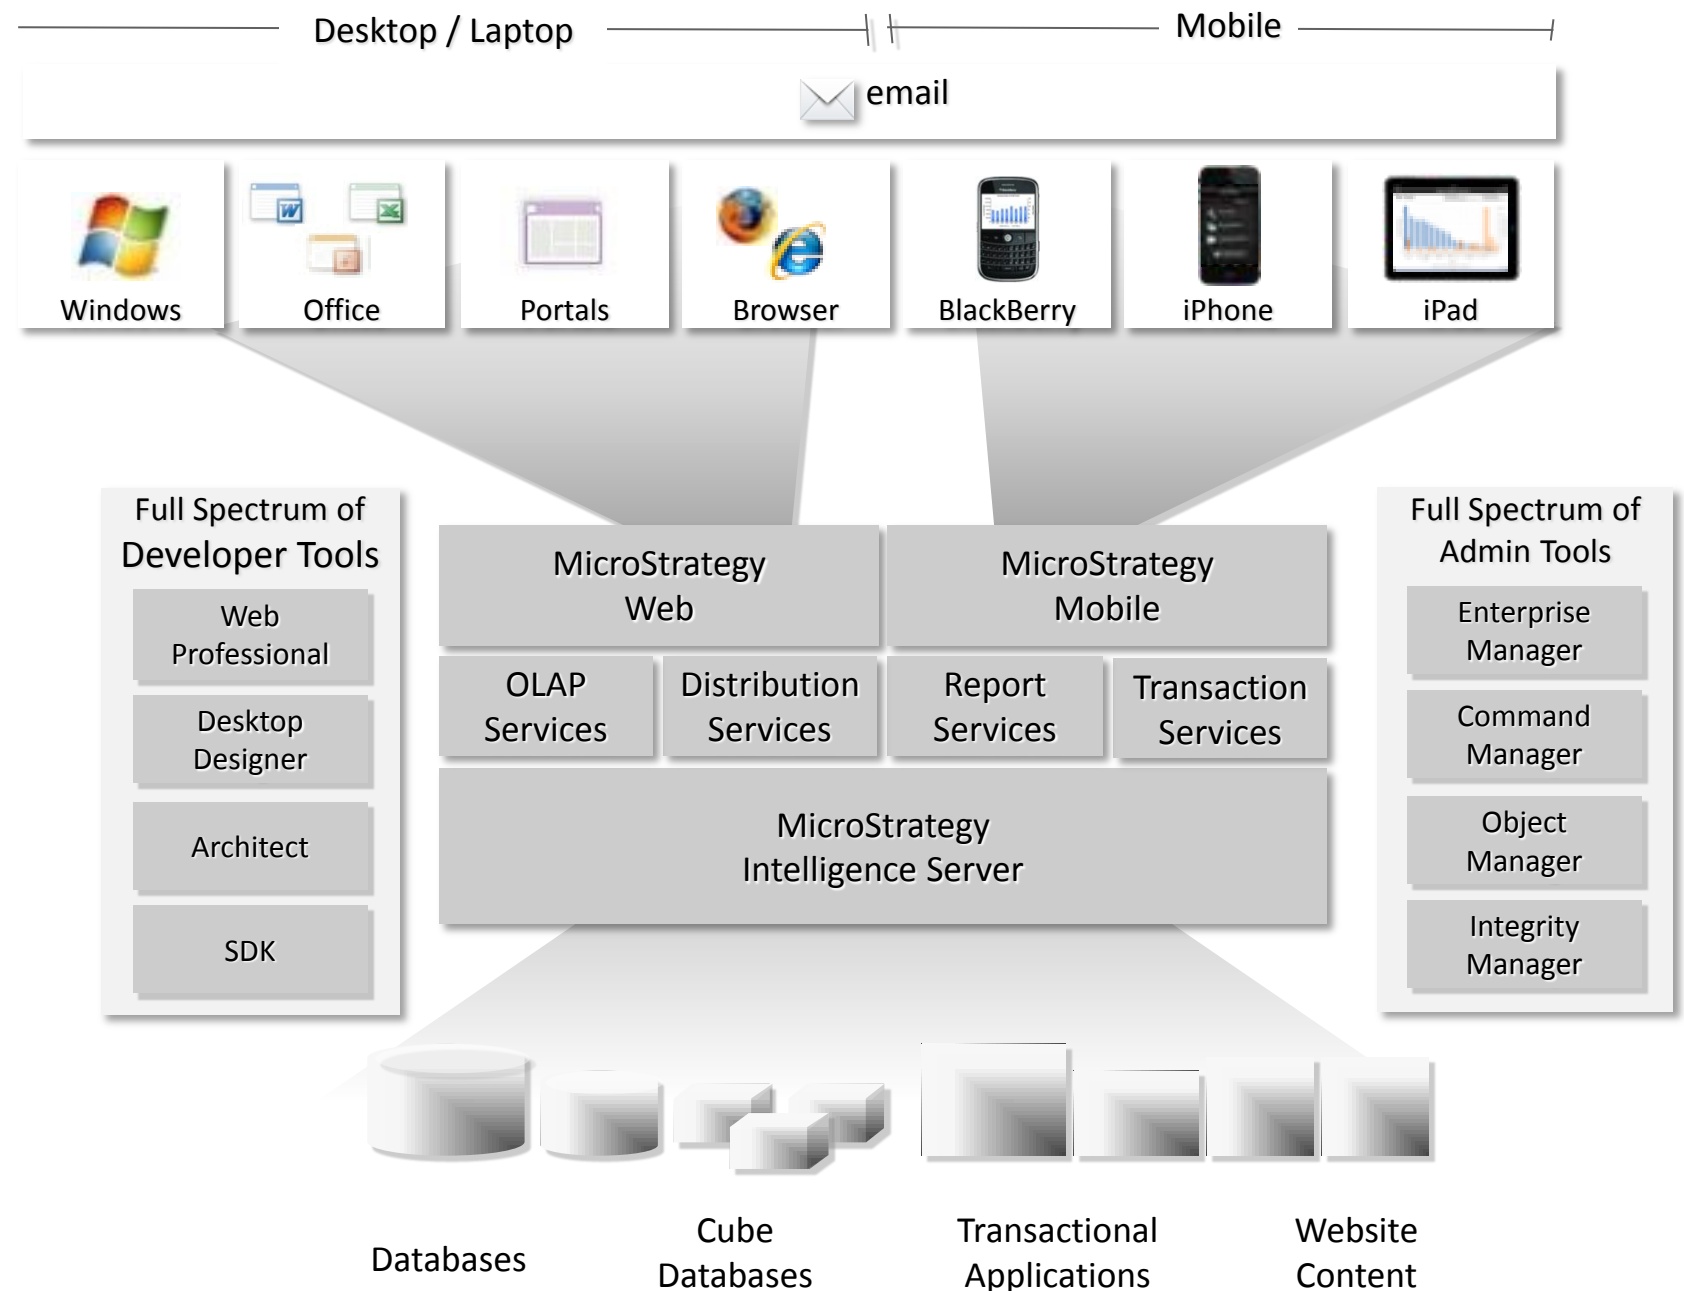 Desktop / Laptop
Mobile
email
Windows
Office
Portals
Browser
BlackBerry
iPhone
iPad
Full Spectrum of
Developer Tools
Web
Professional
Desktop
Designer
Architect
SDK
MicroStrategy
Web
MicroStrategy
Mobile
OLAP
Services
Distribution
Services
Report
Services
Transaction
Services
MicroStrategy
Intelligence Server
Full Spectrum of
Admin Tools
Enterprise
Manager
Command
Manager
Object
Manager
Integrity
Manager
Databases
Cube
Databases
Transactional
Applications
Website
Content